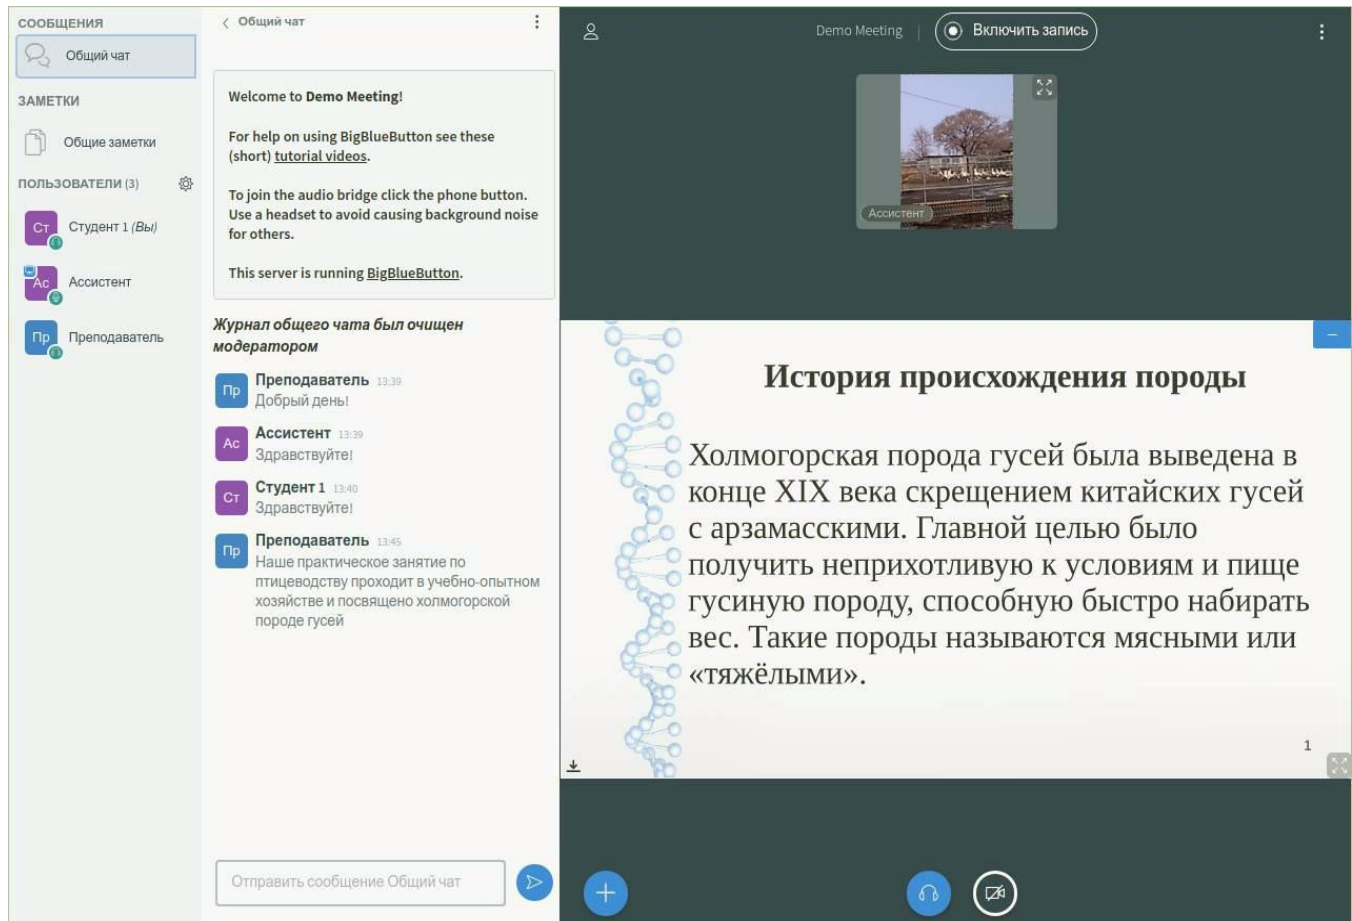 СООБЩЕНИЯ
Общий чат
ЗАМЕТКИ
Общие заметки
ПОЛЬЗОВАТЕЛИ (3)
Ст
Студент 1 (Вы)
Ас
Ассистент
Пр
Преподаватель
Общий чат
Welcome to Demo Meeting!
For help on using BigBlueButton see these
(short) tutorial videos.
To join the audio bridge click the phone button.
Use a headset to avoid causing background noise
for others.
This server is running BigBlueButton.
Журнал общего чата был очищен
модератором
Пр
Преподаватель 13:39
Добрый день!
Ас
Ассистент 13:39
Здравствуйте!
Ст
Студент 1 13:40
Здравствуйте!
Пр
Преподаватель 13:45
Наше практическое занятие по
птицеводству проходит в учебно-опытном
хозяйстве и посвящено холмогорской
породе гусей
Отправить сообщение Общий чат
Demo Meeting
Включить запись
Ассистент
История происхождения породы
Холмогорская порода гусей была выведена в
конце XIX века скрещением китайских гусей
с арзамасскими. Главной целью было
получить неприхотливую к условиям и пище
гусиную породу, способную быстро набирать
вес. Такие породы называются мясными или
«тяжёлыми».
1